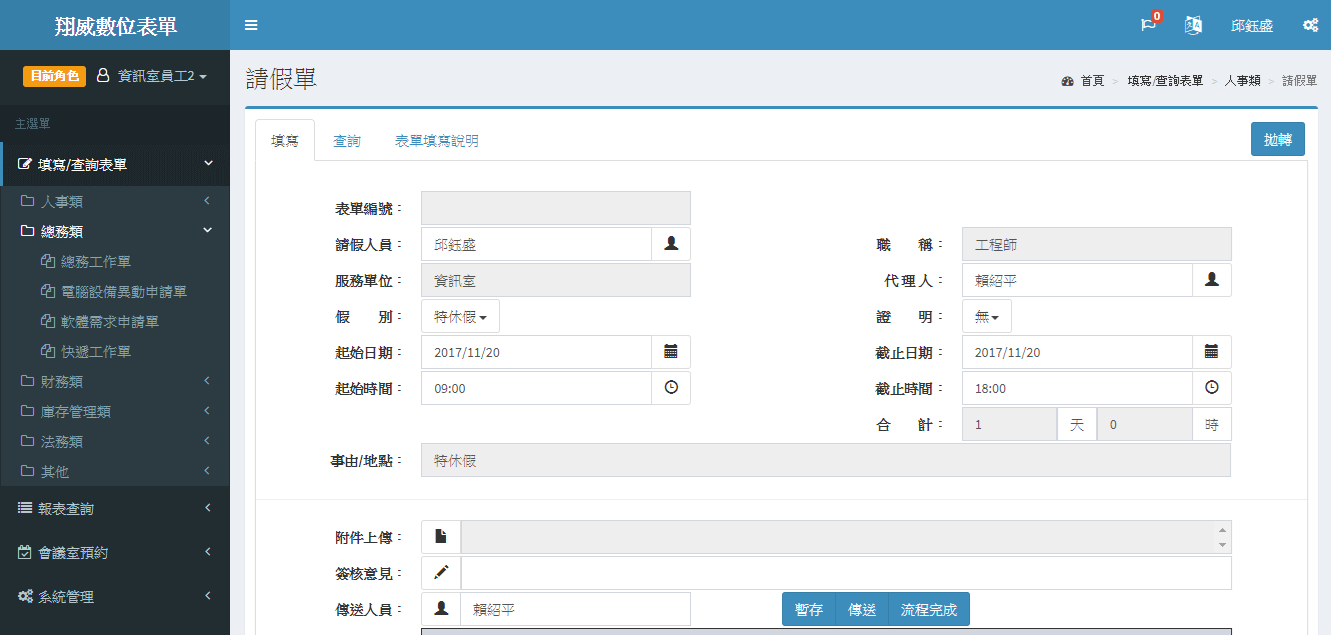 翔威數位表單
0
邱鈺盛
目前角色 資訊室員工2
主選單
填寫/查詢表單
人事類
總務類
總務工作單
電腦設備異動申請單
軟體需求申請單
快遞工作單
財務類
庫存管理類
法務類
其他
報表查詢
會議室預約
系統管理
請假單
首頁 > 填寫/查詢表單 > 人事類 > 請假單
填寫 查詢 表單填寫說明 拋轉
表單編號：
請假人員： 邱鈺盛 職 稱： 工程師
服務單位： 資訊室 代理人： 賴紹平
假 別： 特休假 證 明： 無
起始日期： 2017/11/20 截止日期： 2017/11/20
起始時間： 09:00 截止時間： 18:00
合 計： 1 天 0 時
事由/地點： 特休假
附件上傳：
簽核意見：
傳送人員： 賴紹平 暫存 傳送 流程完成